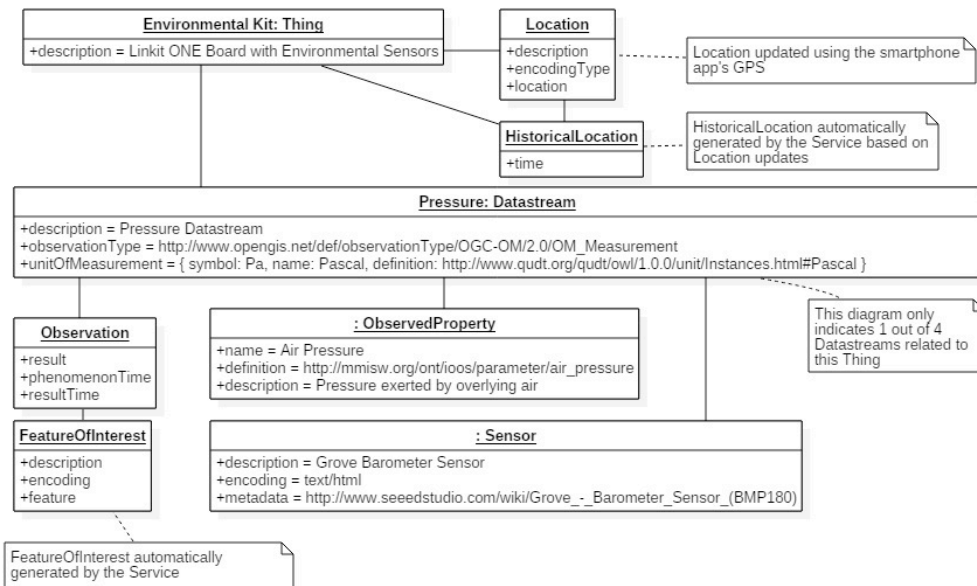 Environmental Kit: Thing
+description = Linkit ONE Board with Environmental Sensors
Location
+description
+encodingType
+location
Location updated using the smartphone
app's GPS
HistoricalLocation
+time
HistoricalLocation automatically
generated by the Service based on
Location updates
Pressure: Datastream
+description = Pressure Datastream
+observationType = http://www.opengis.net/def/observationType/OGC-OM/2.0/OM_Measurement
+unitOfMeasurement = { symbol: Pa, name: Pascal, definition: http://www.qudt.org/qudt/owl/1.0.0/unit/Instances.html#Pascal }
This diagram only
indicates 1 out of 4
Datastreams related to
this Thing
Observation
+result
+phenomenonTime
+resultTime
: ObservedProperty
+name = Air Pressure
+definition = http://mmisw.org/ont/ioos/parameter/air_pressure
+description = Pressure exerted by overlying air
FeatureOfInterest
+description
+encoding
+feature
: Sensor
+description = Grove Barometer Sensor
+encoding = text/html
+metadata = http://www.seeedstudio.com/wiki/Grove_-_Barometer_Sensor_(BMP180)
FeatureOfInterest automatically
generated by the Service